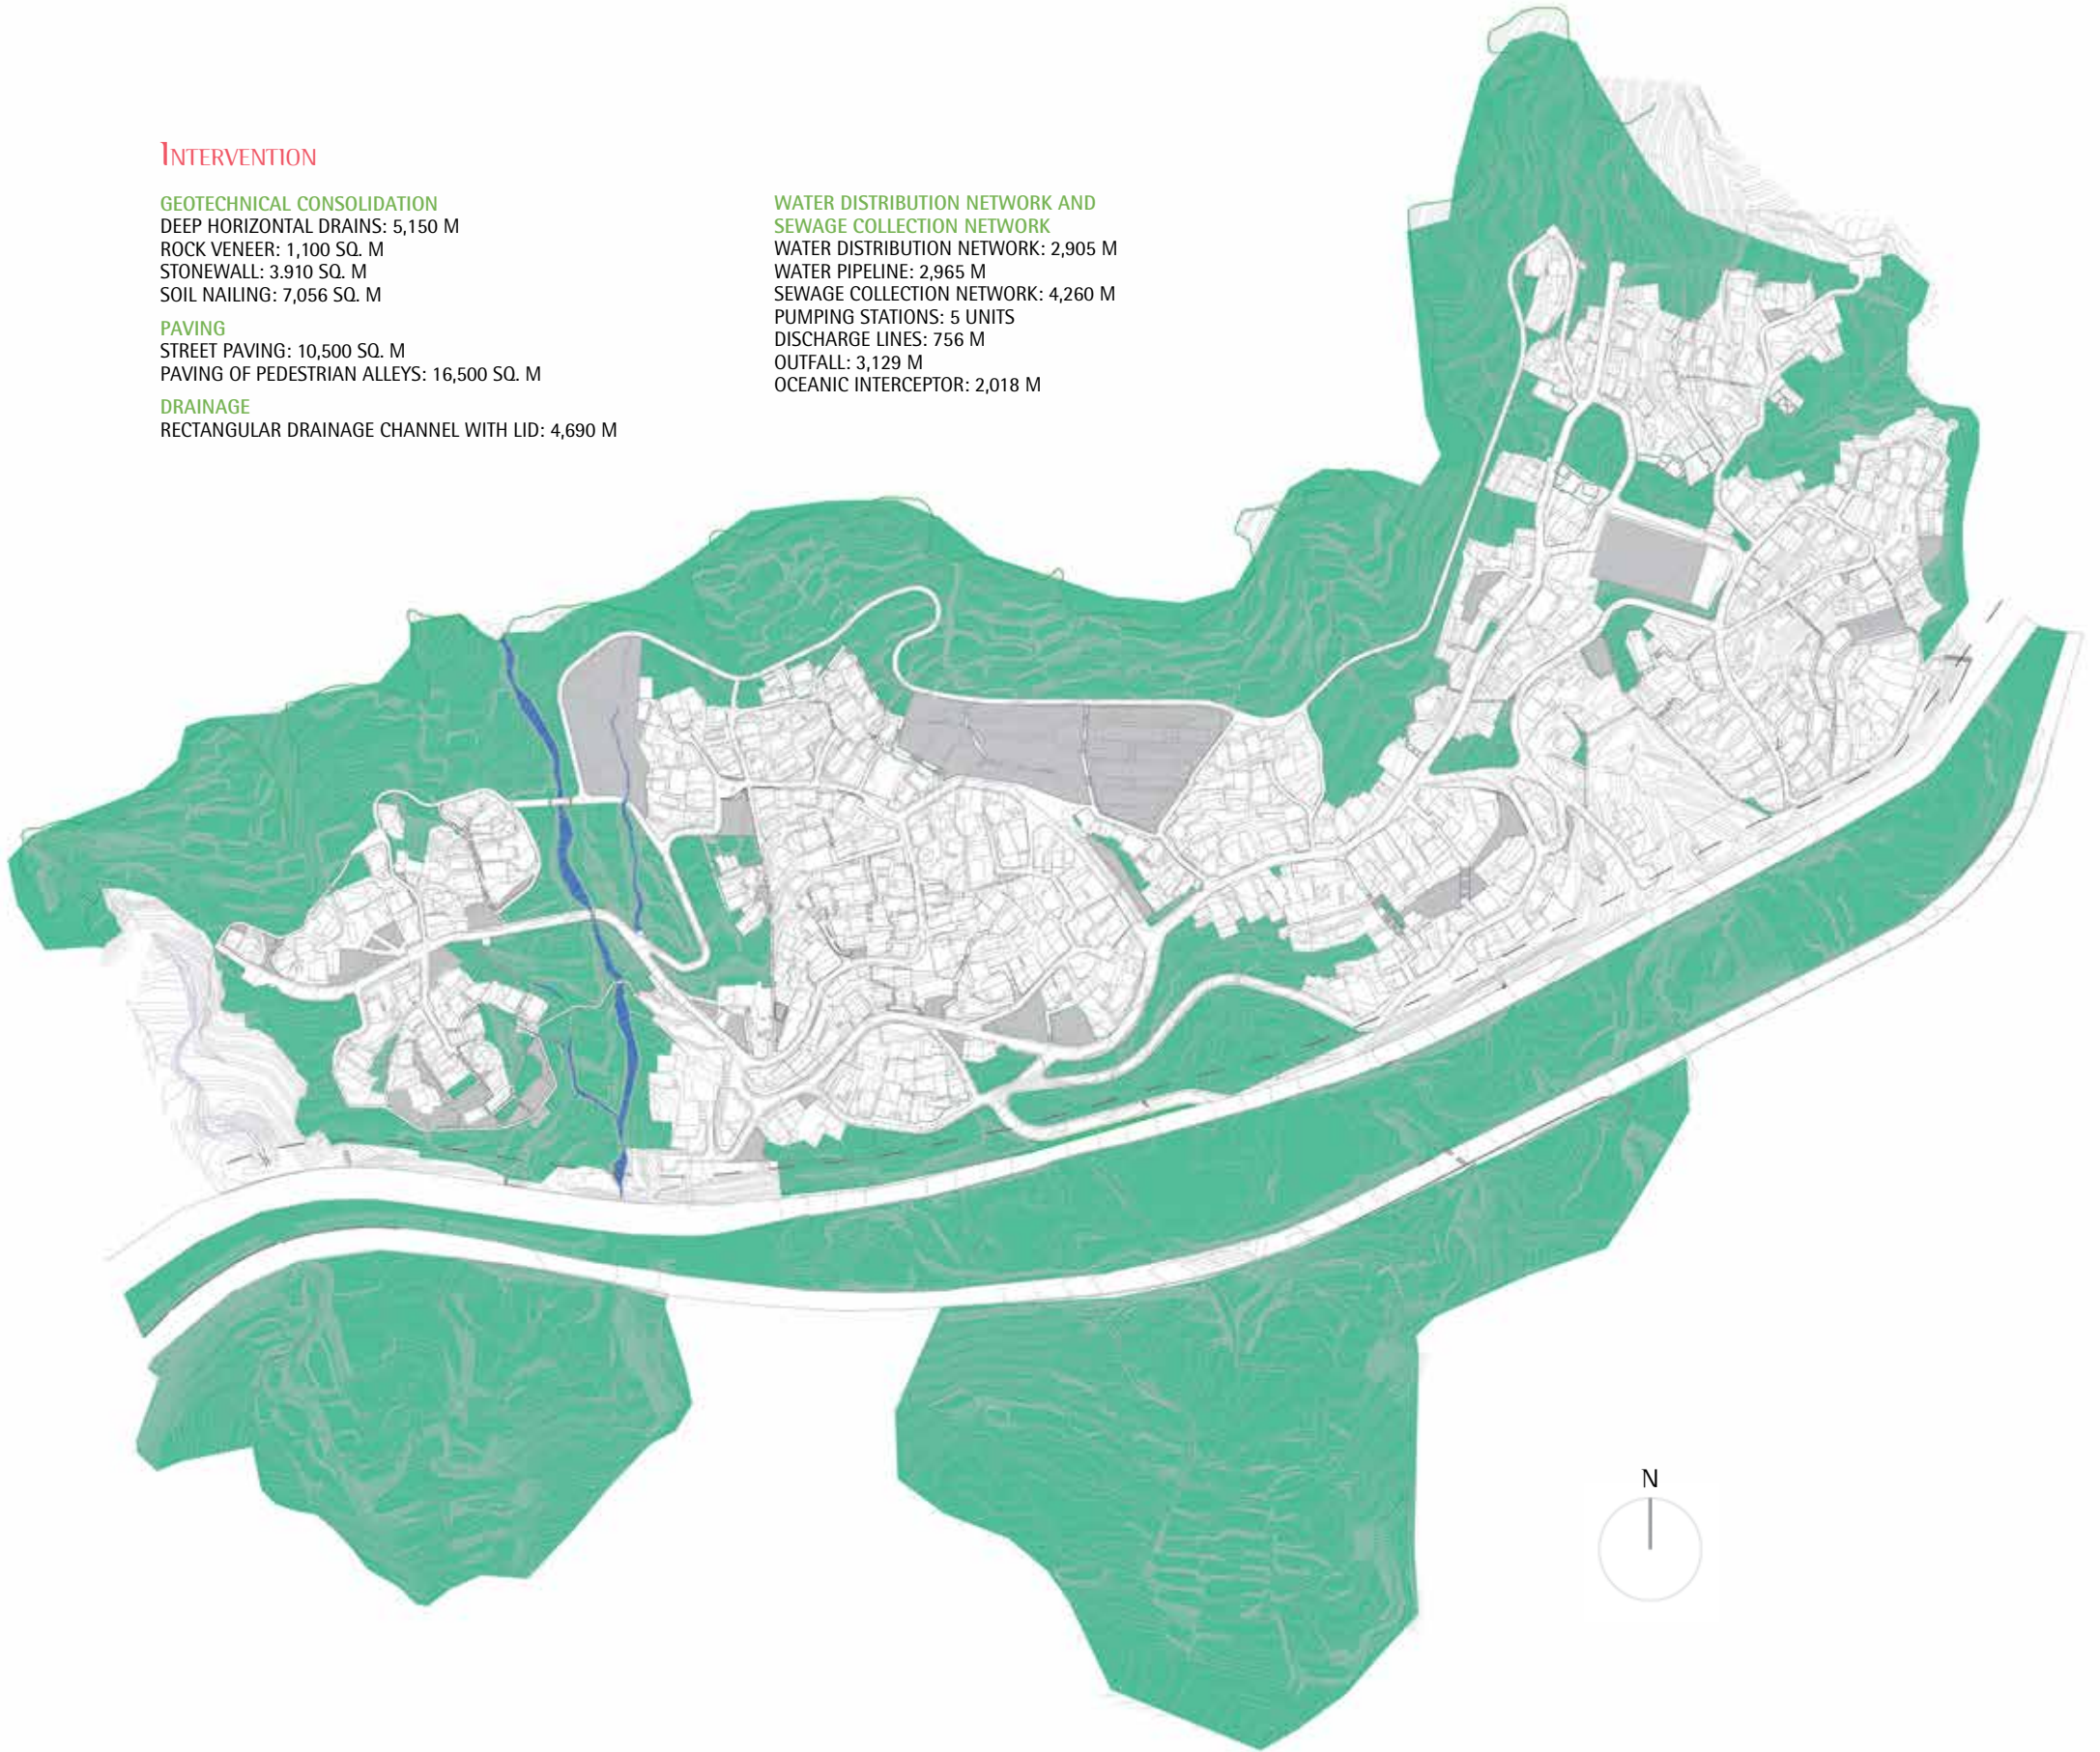 INTERVENTION
GEOTECHNICAL CONSOLIDATION
DEEP HORIZONTAL DRAINS: 5,150 M
ROCK VENEER: 1,100 SQ. M
STONEWALL: 3.910 SQ. M
SOIL NAILING: 7,056 SQ. M
PAVING
STREET PAVING: 10,500 SQ. M
PAVING OF PEDESTRIAN ALLEYS: 16,500 SQ. M
DRAINAGE
RECTANGULAR DRAINAGE CHANNEL WITH LID: 4,690 M
WATER DISTRIBUTION NETWORK AND
SEWAGE COLLECTION NETWORK
WATER DISTRIBUTION NETWORK: 2,905 M
WATER PIPELINE: 2,965 M
SEWAGE COLLECTION NETWORK: 4,260 M
PUMPING STATIONS: 5 UNITS
DISCHARGE LINES: 756 M
OUTFALL: 3,129 M
OCEANIC INTERCEPTOR: 2,018 M
N